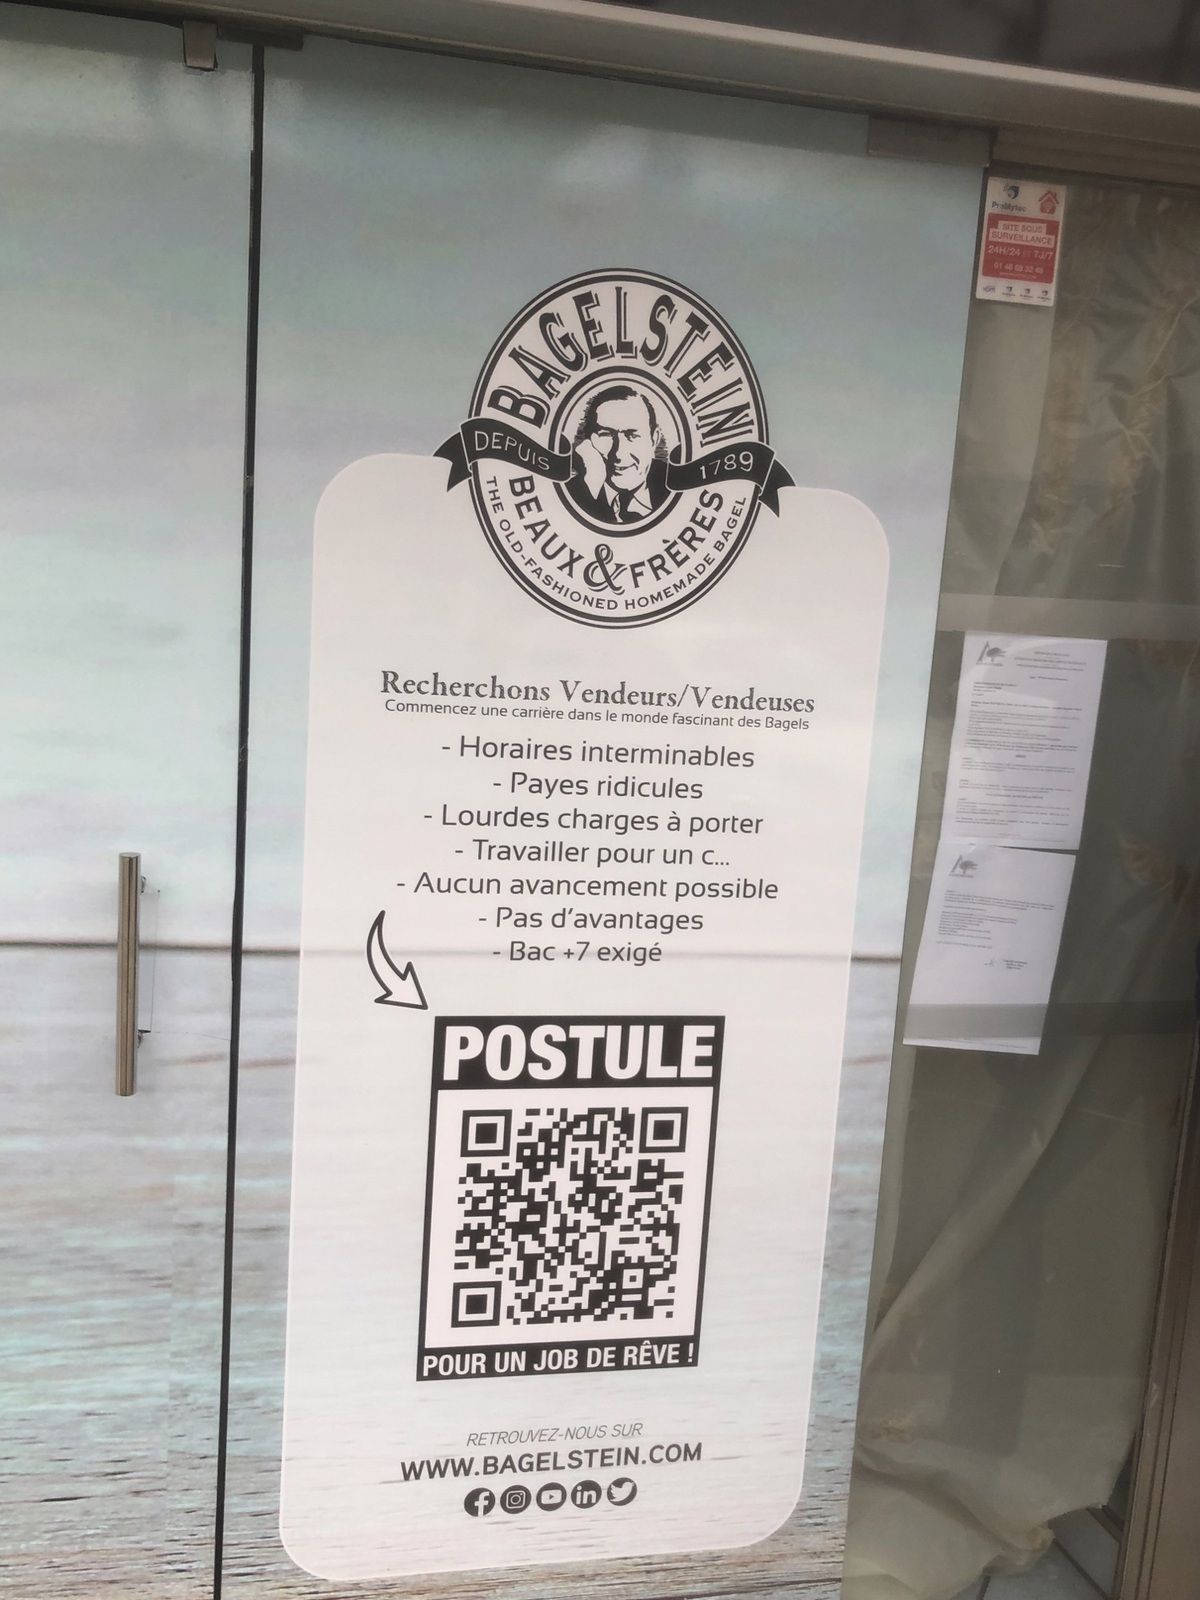 BAGELSTEIN
DEPUIS 1789
BEAUX & FRÈRES
THE OLD-FASHIONED HOMEMADE BAGEL
Recherchons Vendeurs/Vendeuses
Commencez une carrière dans le monde fascinant des Bagels
- Horaires interminables
- Payes ridicules
- Lourdes charges à porter
- Travailler pour un c...
- Aucun avancement possible
- Pas d'avantages
- Bac +7 exigé
POSTULE
POUR UN JOB DE RÊVE !
RETROUVEZ-NOUS SUR
WWW.BAGELSTEIN.COM
SITE SOUS
SURVEILLANCE
24H/24 ET 7J/7